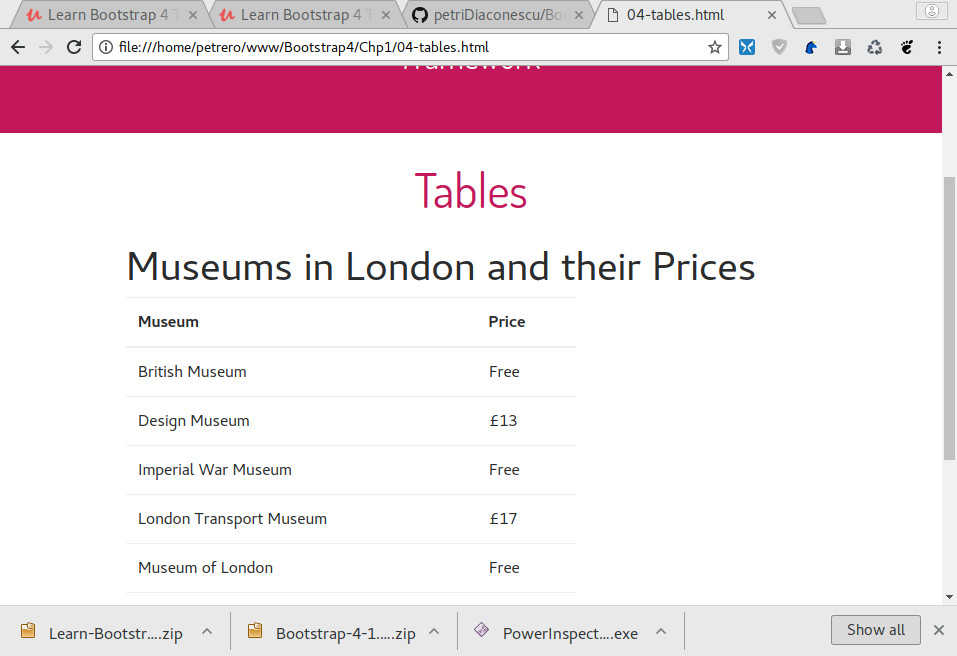 Learn Bootstrap 4 T
Learn Bootstrap 4 T
petriDiaconescu/Bo
04-tables.html
file:///home/petrero/www/Bootstrap4/Chp1/04-tables.html
Framework
Tables
Museums in London and their Prices
Museum Price
British Museum Free
Design Museum £13
Imperial War Museum Free
London Transport Museum £17
Museum of London Free
Learn-Bootstr....zip
Bootstrap-4-1.....zip
PowerInspect....exe
Show all